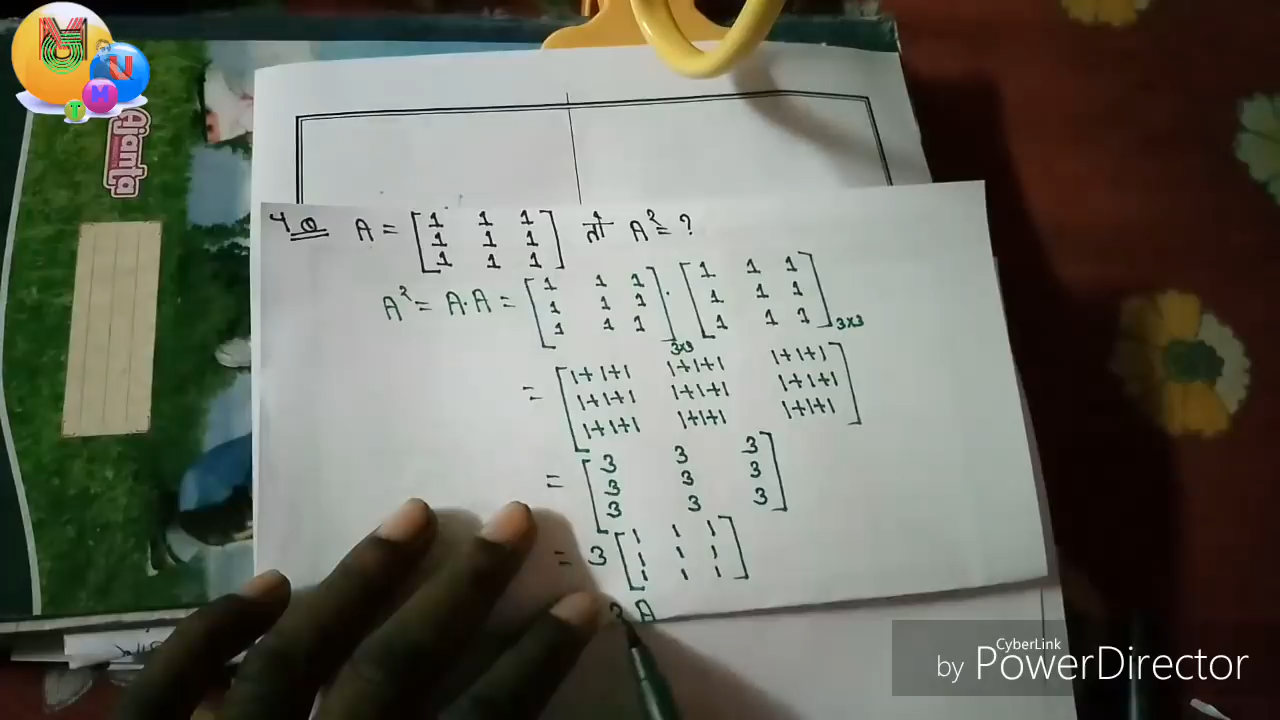 M
U
H
T
Ajanta
4 Q A = [1 1 1 तो A² = ?
1 1 1
1 1 1]
A² = A·A = [1 1 1 · [1 1 1
1 1 1 1 1 1
1 1 1]3x3 1 1 1]3x3
= [1+1+1 1+1+1 1+1+1
1+1+1 1+1+1 1+1+1
1+1+1 1+1+1 1+1+1]
= [3 3 3
3 3 3
3 3 3]
= 3 [1 1 1
1 1 1
1 1 1]
3A
CyberLink
by PowerDirector